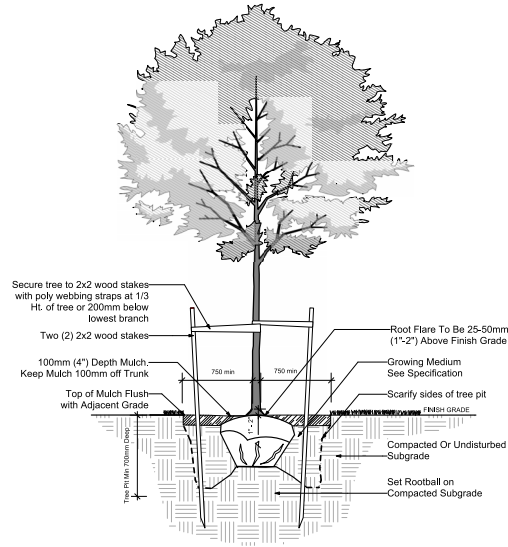 Secure tree to 2x2 wood stakes
with poly webbing straps at 1/3
Ht. of tree or 200mm below
lowest branch
Two (2) 2x2 wood stakes
100mm (4") Depth Mulch.
Keep Mulch 100mm off Trunk
Top of Mulch Flush
with Adjacent Grade
750 min
750 min
1"- 2"
Tree Pit Min 700mm Deep
Root Flare To Be 25-50mm
(1"-2") Above Finish Grade
Growing Medium
See Specification
Scarify sides of tree pit
FINISH GRADE
Compacted Or Undisturbed
Subgrade
Set Rootball on
Compacted Subgrade